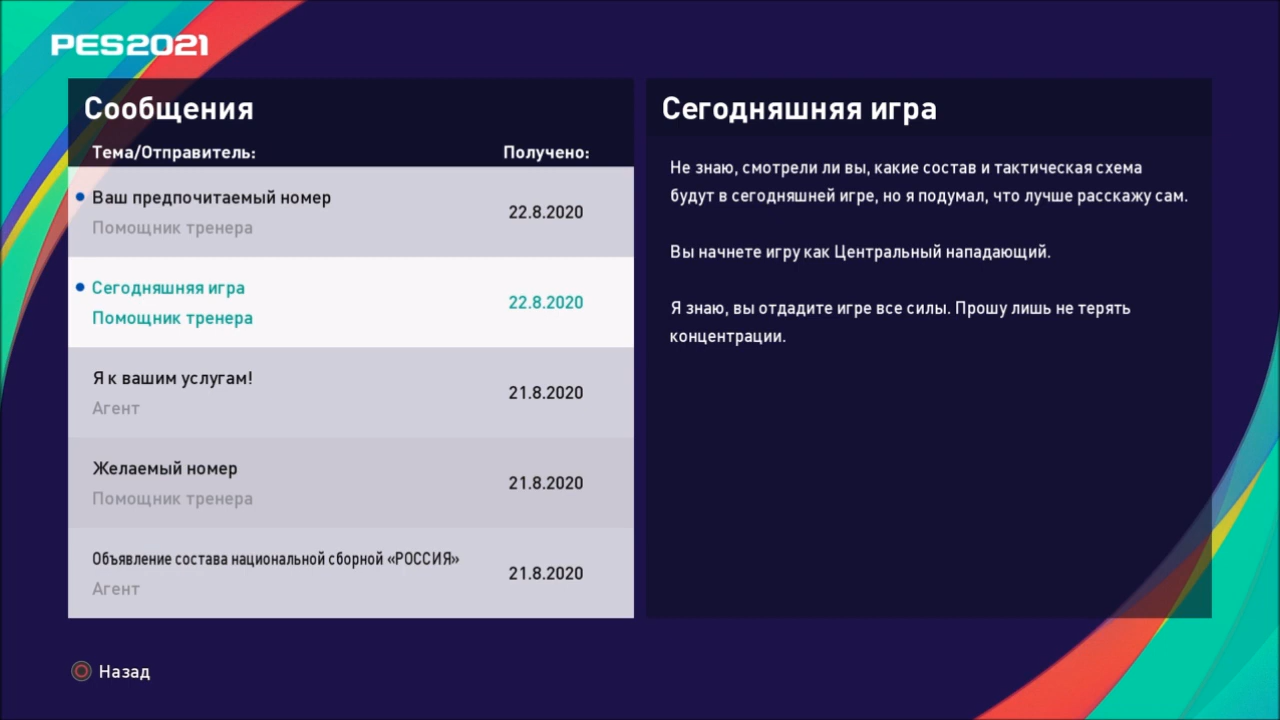 PES2021
Сообщения
Тема/Отправитель: Получено:
Ваш предпочитаемый номер
Помощник тренера
22.8.2020
Сегодняшняя игра
Помощник тренера
22.8.2020
Я к вашим услугам!
Агент
21.8.2020
Желаемый номер
Помощник тренера
21.8.2020
Объявление состава национальной сборной «РОССИЯ»
Агент
21.8.2020
Сегодняшняя игра
Не знаю, смотрели ли вы, какие состав и тактическая схема
будут в сегодняшней игре, но я подумал, что лучше расскажу сам.
Вы начнете игру как Центральный нападающий.
Я знаю, вы отдадите игре все силы. Прошу лишь не терять
концентрации.
Назад